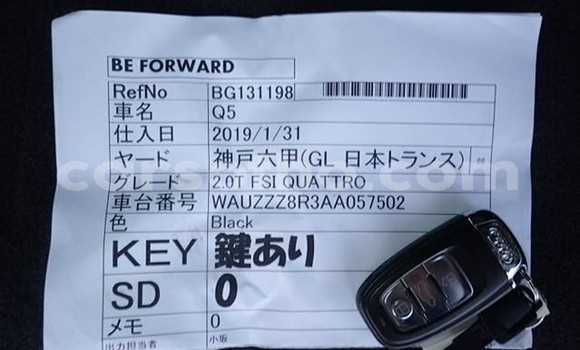 BE FORWARD
RefNo BG131198
車名 Q5
仕入日 2019/1/31
ヤード 神戸六甲(GL 日本トランス)
グレード 2.0T FSI QUATTRO
車台番号 WAUZZZ8R3AA057502
色 Black
KEY 鍵あり
SD 0
メモ 0
出力担当者 小坂